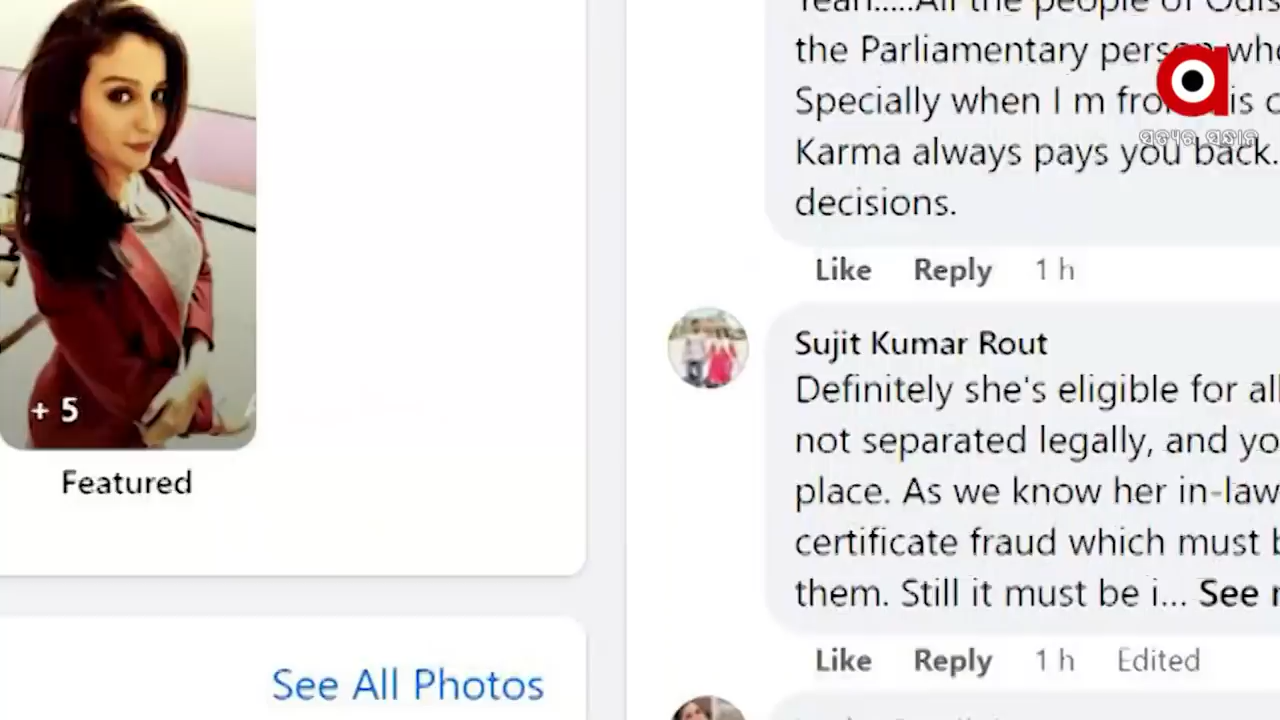 + 5
Featured
See All Photos
Yeah.....All the people of Odis
the Parliamentary person whe
Specially when I m from is c
Karma always pays you back.
decisions.
Like Reply 1 h
ସତ୍ୟର ସନ୍ଧାନ
Sujit Kumar Rout
Definitely she's eligible for all
not separated legally, and yo
place. As we know her in-law
certificate fraud which must b
them. Still it must be i... See
Like Reply 1 h Edited